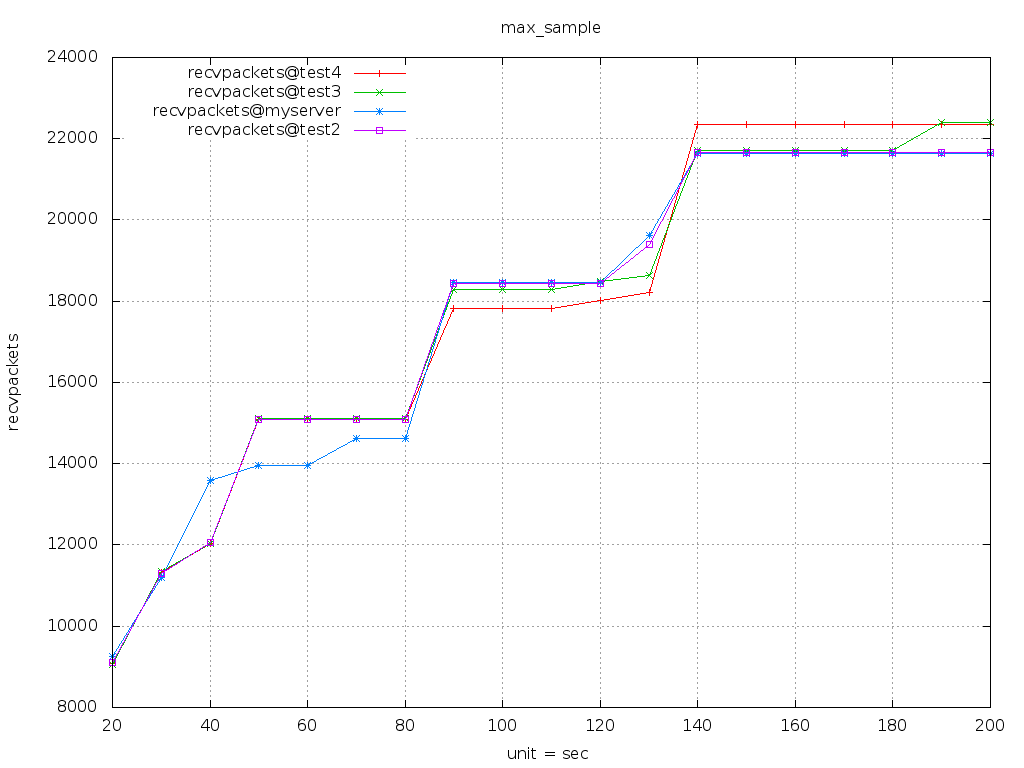 max_sample
24000
22000
20000
18000
16000
14000
12000
10000
8000
recvpackets
recvpackets@test4
recvpackets@test3
recvpackets@myserver
recvpackets@test2
20 40 60 80 100 120 140 160 180 200
unit = sec